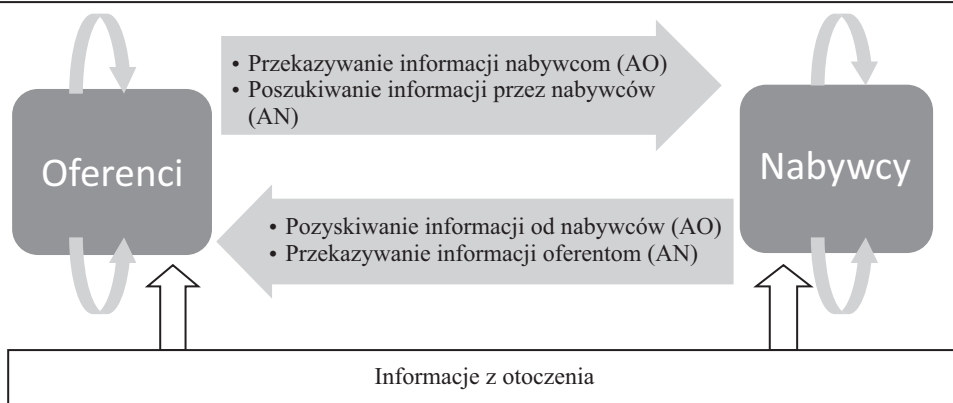 • Przekazywanie informacji nabywcom (AO)
• Poszukiwanie informacji przez nabywców
(AN)
Oferenci
Nabywcy
• Pozyskiwanie informacji od nabywców (AO)
• Przekazywanie informacji oferentom (AN)
Informacje z otoczenia